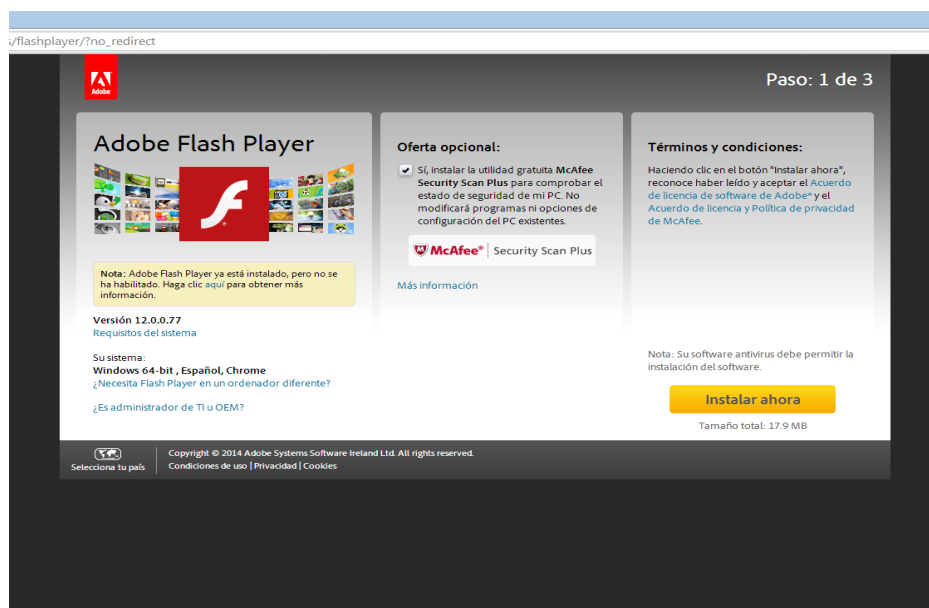 s/flashplayer/?no_redirect
Adobe
Paso: 1 de 3
Adobe Flash Player
Nota: Adobe Flash Player ya está instalado, pero no se
ha habilitado. Haga clic aquí para obtener más
información.
Versión 12.0.0.77
Requisitos del sistema
Su sistema:
Windows 64-bit , Español, Chrome
¿Necesita Flash Player en un ordenador diferente?
¿Es administrador de TI u OEM?
Oferta opcional:
Sí, instalar la utilidad gratuita McAfee
Security Scan Plus para comprobar el
estado de seguridad de mi PC. No
modificará programas ni opciones de
configuración del PC existentes.
McAfee® | Security Scan Plus
Más información
Términos y condiciones:
Haciendo clic en el botón "Instalar ahora",
reconoce haber leído y aceptar el Acuerdo
de licencia de software de Adobe* y el
Acuerdo de licencia y Política de privacidad
de McAfee.
Nota: Su software antivirus debe permitir la
instalación del software.
Instalar ahora
Tamaño total: 17.9 MB
Selecciona tu país
Copyright © 2014 Adobe Systems Software Ireland Ltd. All rights reserved.
Condiciones de uso | Privacidad | Cookies